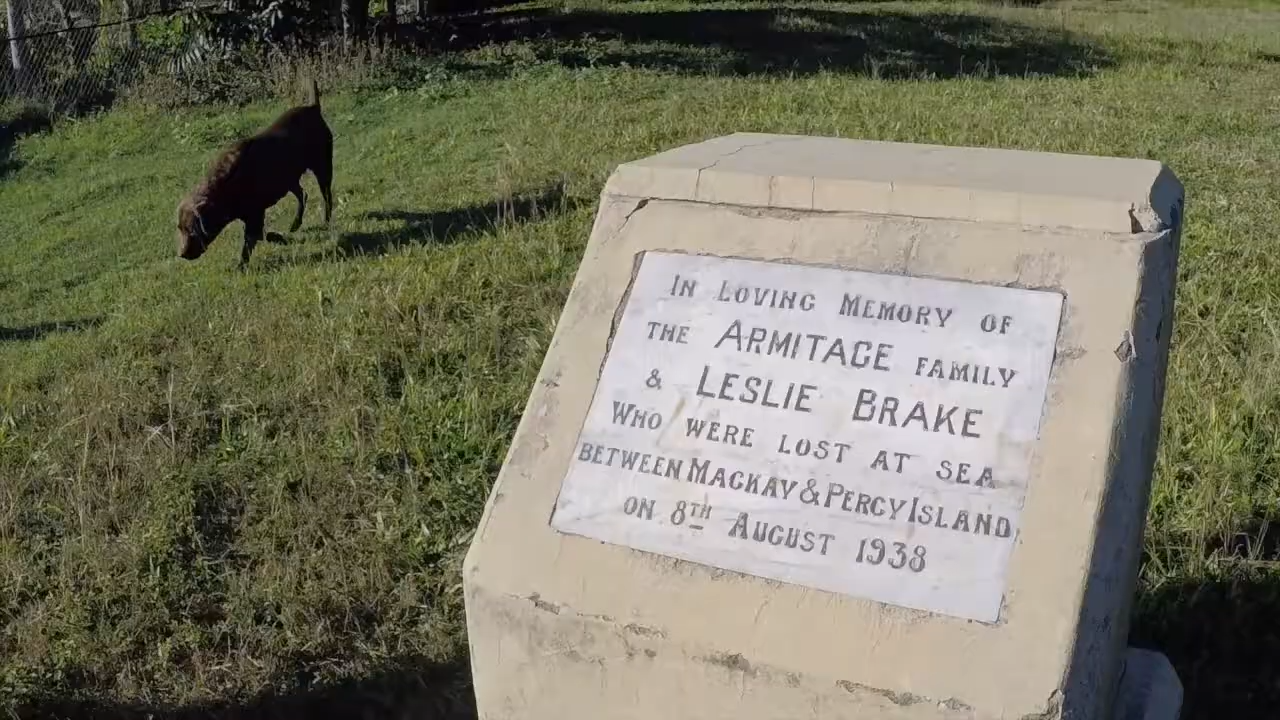 In Loving Memory of
the ARMITAGE family
& LESLIE BRAKE
Who were lost at sea
between Mackay & Percy Island
on 8th August 1938